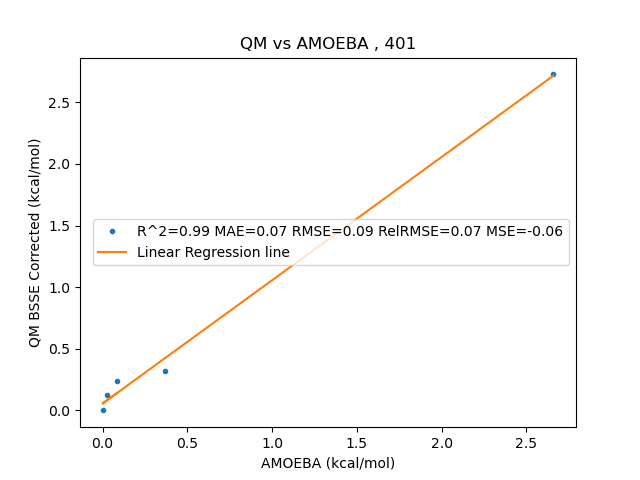 QM vs AMOEBA , 401
QM BSSE Corrected (kcal/mol)
2.5
2.0
1.5
1.0
0.5
0.0
R^2=0.99 MAE=0.07 RMSE=0.09 RelRMSE=0.07 MSE=-0.06
Linear Regression line
0.0 0.5 1.0 1.5 2.0 2.5
AMOEBA (kcal/mol)